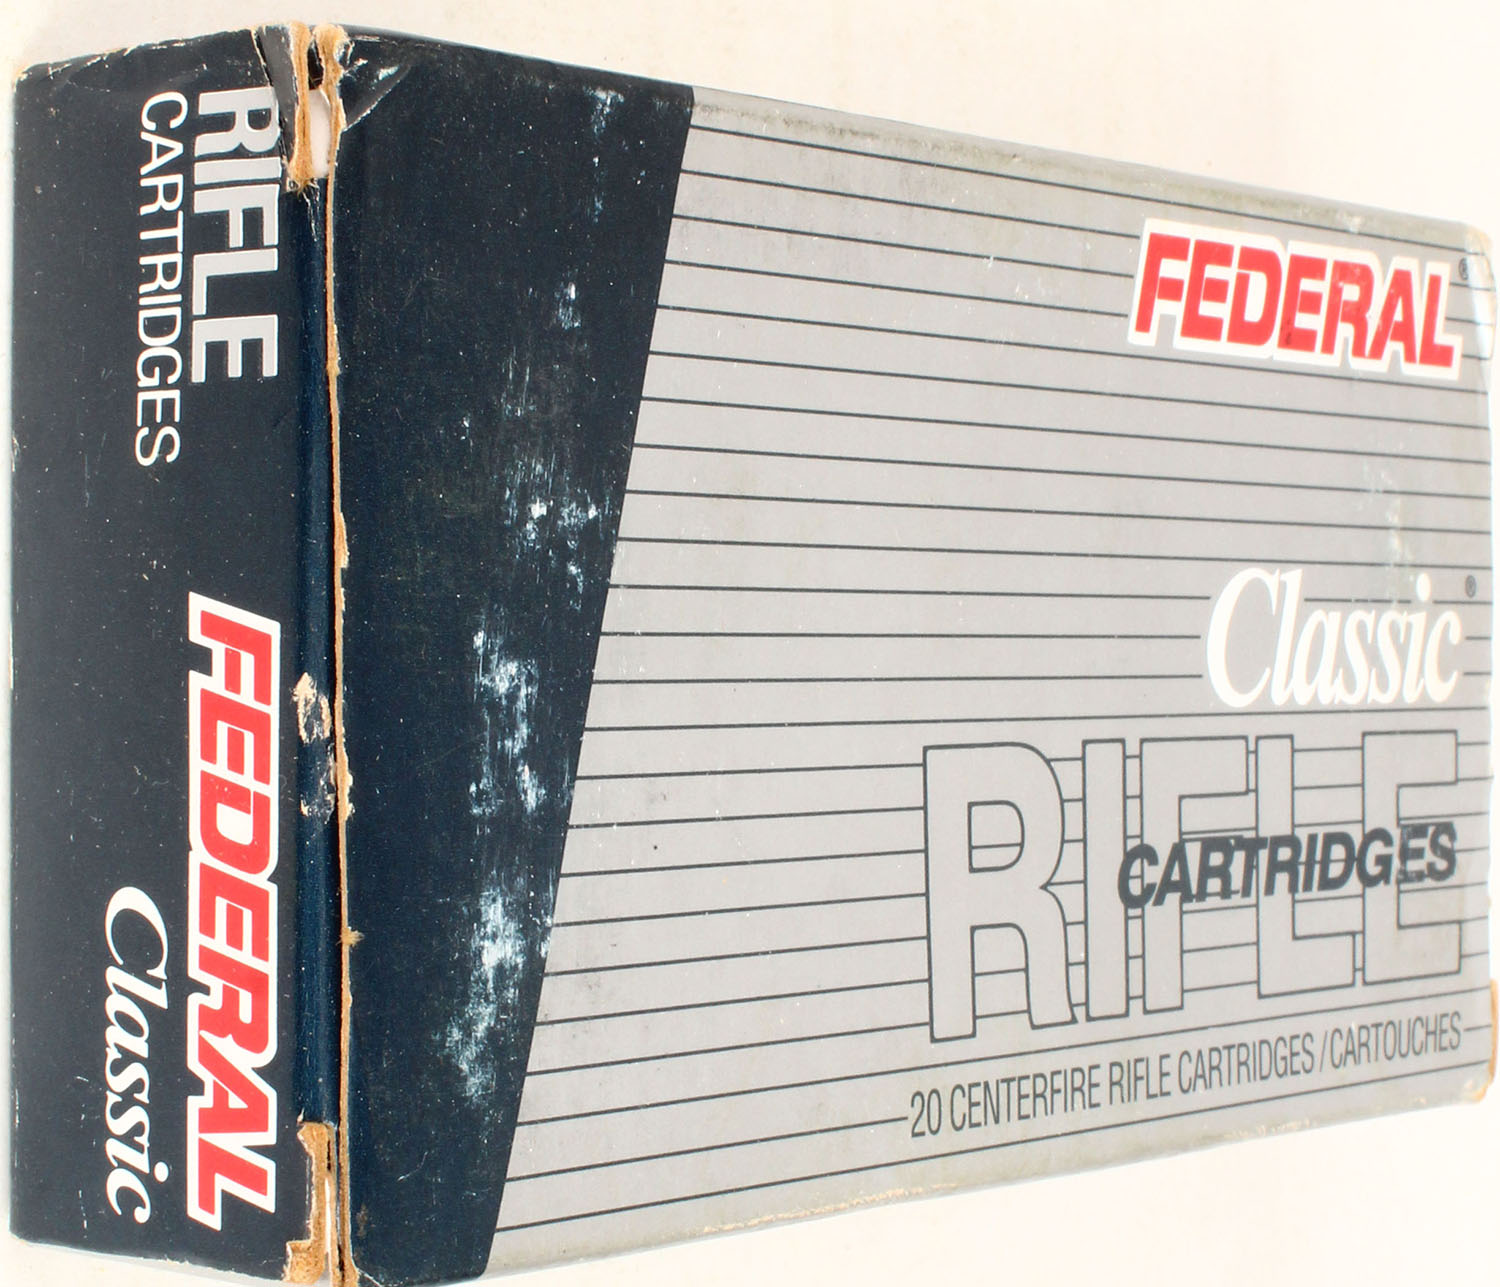 RIFLE
CARTRIDGES
FEDERAL
Classic
FEDERAL®
Classic®
RIFLE
CARTRIDGES
20 CENTERFIRE RIFLE CARTRIDGES/CARTOUCHES